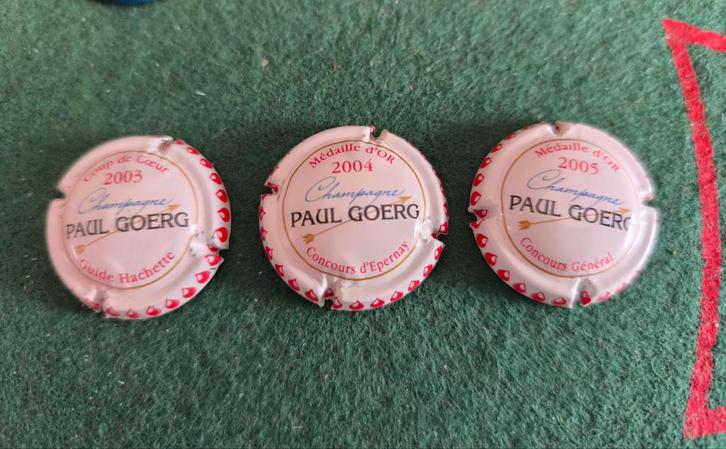 Coup de Cœur
2003
Champagne
PAUL GOERG
Guide Hachette
Médaille d'OR
2004
Champagne
PAUL GOERG
Concours d'Epernay
Médaille d'OR
2005
Champagne
PAUL GOERG
Concours Général